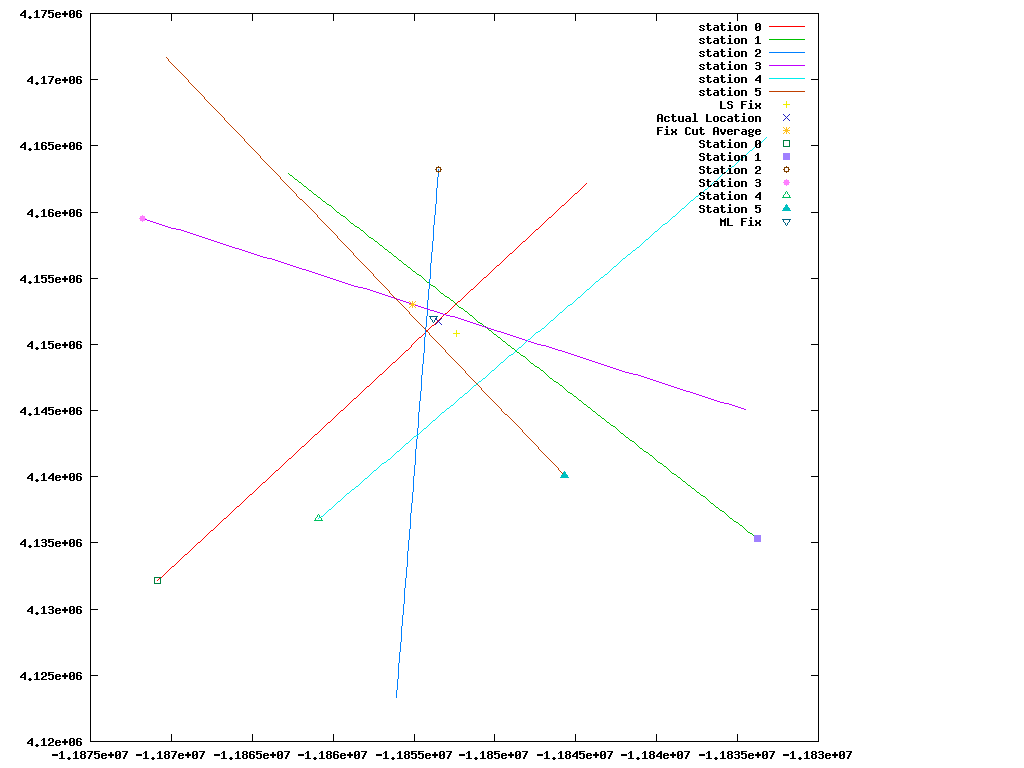 4.175e+06
4.17e+06
4.165e+06
4.16e+06
4.155e+06
4.15e+06
4.145e+06
4.14e+06
4.135e+06
4.13e+06
4.125e+06
4.12e+06
-1.1875e+07 -1.187e+07 -1.1865e+07 -1.186e+07 -1.1855e+07 -1.185e+07 -1.1845e+07 -1.184e+07 -1.1835e+07 -1.183e+07
station 0
station 1
station 2
station 3
station 4
station 5
LS Fix
Actual Location
Fix Cut Average
Station 0
Station 1
Station 2
Station 3
Station 4
Station 5
ML Fix